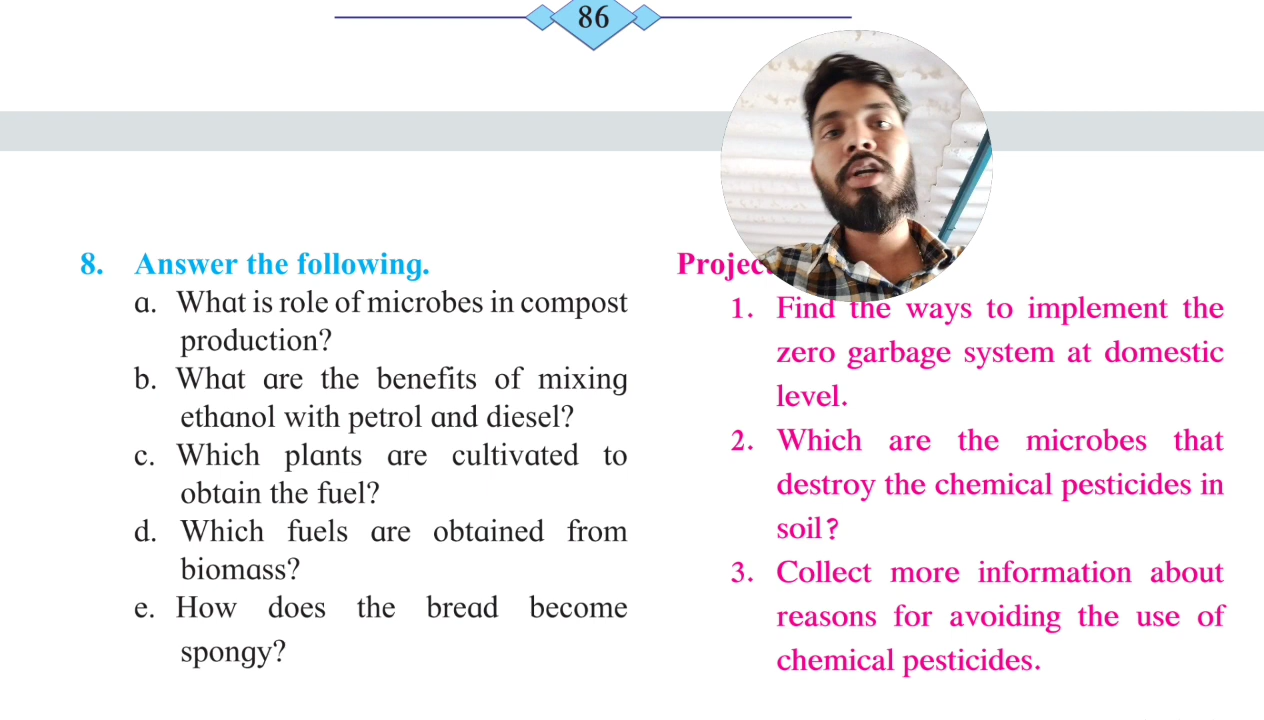 86
8. Answer the following.
a. What is role of microbes in compost
production?
b. What are the benefits of mixing
ethanol with petrol and diesel?
c. Which plants are cultivated to
obtain the fuel?
d. Which fuels are obtained from
biomass?
e. How does the bread become
spongy?
1. Find the ways to implement the
zero garbage system at domestic
level.
2. Which are the microbes that
destroy the chemical pesticides in
soil?
3. Collect more information about
reasons for avoiding the use of
chemical pesticides.